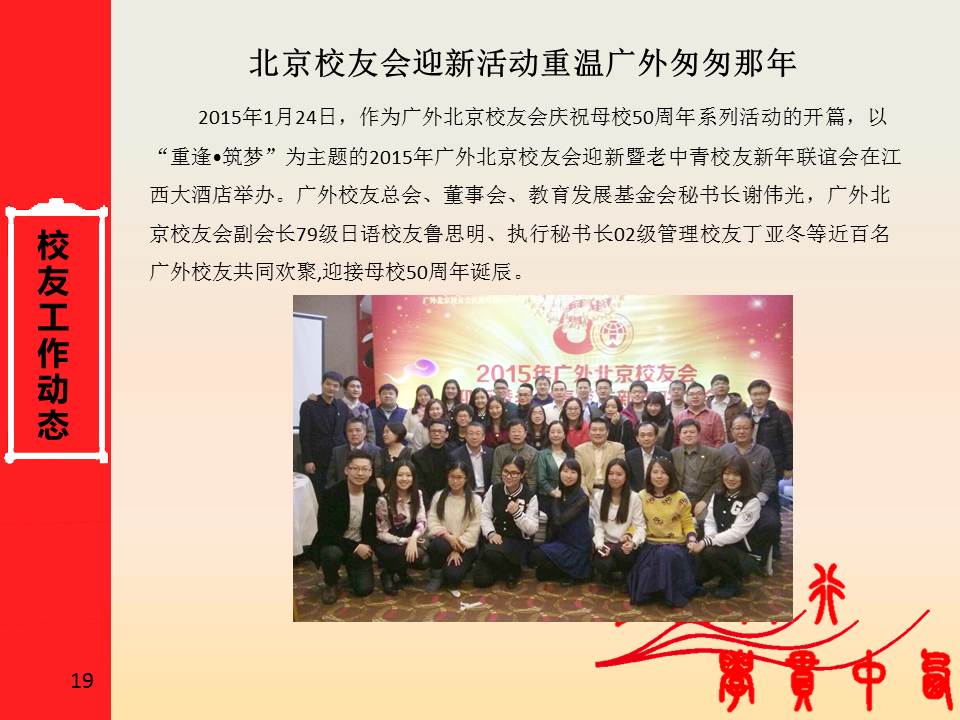 北京校友会迎新活动重温广外匆匆那年
2015年1月24日，作为广外北京校友会庆祝母校50周年系列活动的开篇，以
“重逢•筑梦”为主题的2015年广外北京校友会迎新暨老中青校友新年联谊会在江
西大酒店举办。广外校友总会、董事会、教育发展基金会秘书长谢伟光，广外北
京校友会副会长79级日语校友鲁思明、执行秘书长02级管理校友丁亚冬等近百名
广外校友共同欢聚,迎接母校50周年诞辰。
校友工作动态
2015年广外北京校友会
學貫中
19